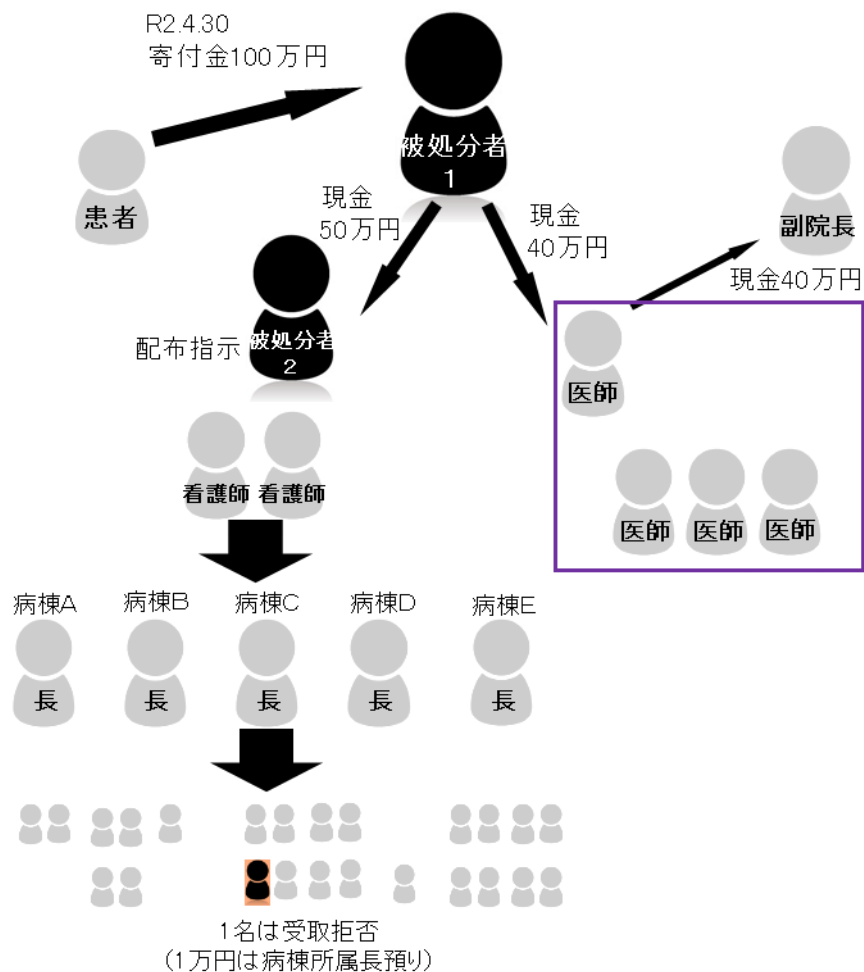 R2.4.30
寄付金100万円
被処分者
1
患者
現金
50万円
現金
40万円
副院長
現金40万円
配布指示
被処分者
2
医師
看護師
看護師
医師
医師
医師
病棟A
病棟B
病棟C
病棟D
病棟E
長
長
長
長
長
1名は受取拒否
(1万円は病棟所属長預り)